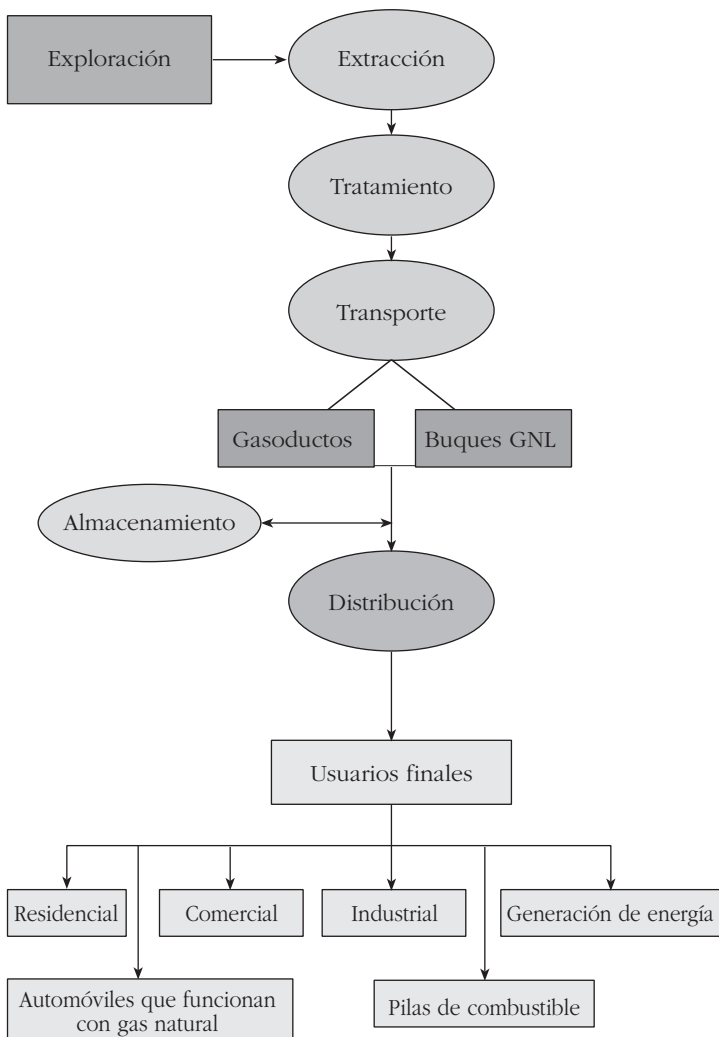 Exploración
Extracción
Tratamiento
Transporte
Gasoductos
Buques GNL
Almacenamiento
Distribución
Usuarios finales
Residencial
Comercial
Industrial
Generación de energía
Automóviles que funcionan
con gas natural
Pilas de combustible